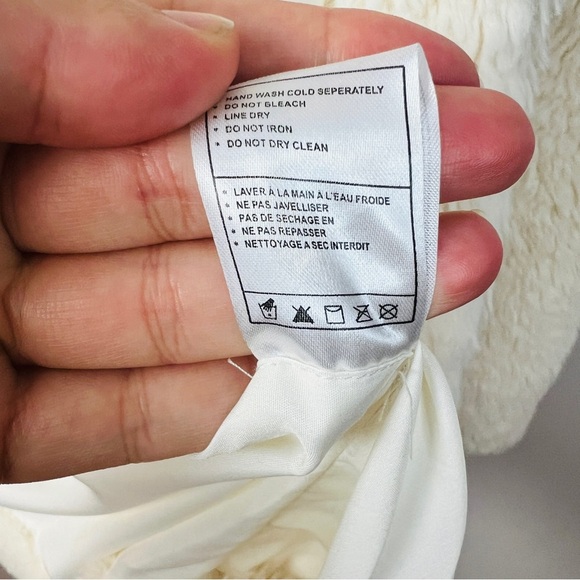 • HAND WASH COLD SEPERATELY
• DO NOT BLEACH
• LINE DRY
• DO NOT IRON
• DO NOT DRY CLEAN
• LAVER À LA MAIN À L'EAU FROIDE
• NE PAS JAVELLISER
• PAS DE SECHAGE EN
• NE PAS REPASSER
• NETTOYAGE A SEC INTERDIT